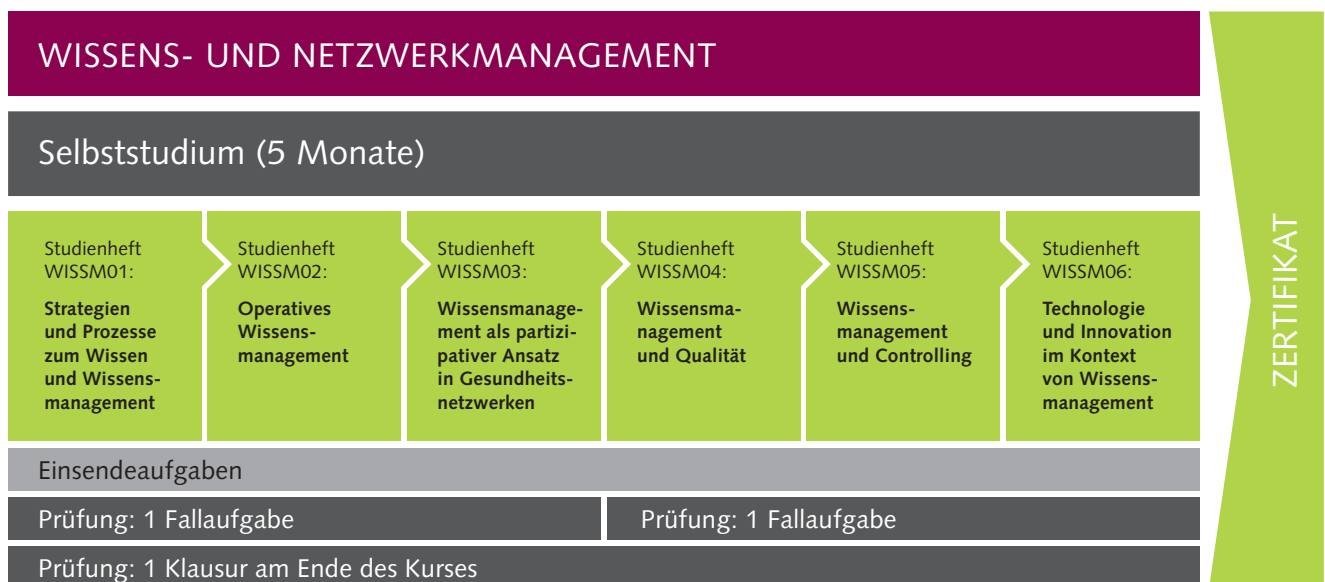 WISSENS- UND NETZWERKMANAGEMENT
Selbststudium (5 Monate)
Studienheft
WISSM01:
Strategien
und Prozesse
zum Wissen
und Wissens-
management
Studienheft
WISSM02:
Operatives
Wissens-
management
Studienheft
WISSM03:
Wissensmanage-
ment als partizi-
pativer Ansatz
in Gesundheits-
netzwerken
Studienheft
WISSM04:
Wissensma-
nagement
und Qualität
Studienheft
WISSM05:
Wissens-
management
und Controlling
Studienheft
WISSM06:
Technologie
und Innovation
im Kontext
von Wissens-
management
Einsendeaufgaben
Prüfung: 1 Fallaufgabe
Prüfung: 1 Fallaufgabe
Prüfung: 1 Klausur am Ende des Kurses
ZERTIFIKAT